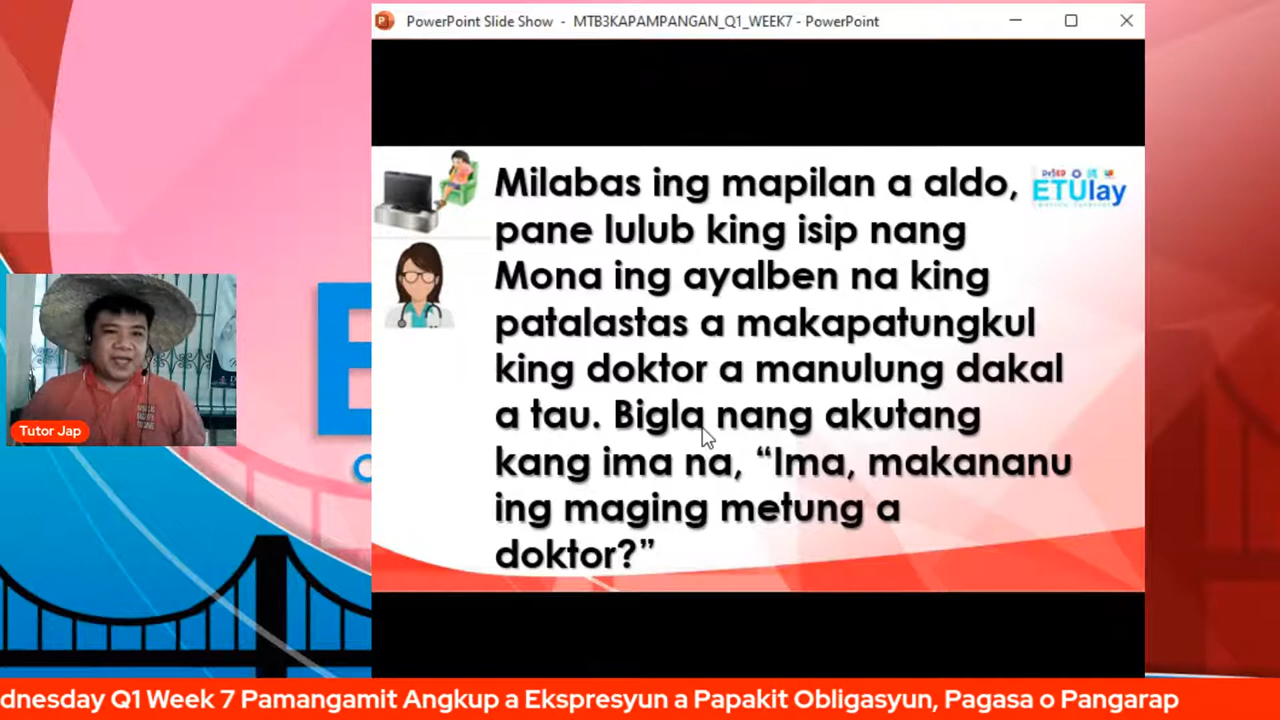 PowerPoint Slide Show - MTB3KAPAMPANGAN_Q1_WEEK7 - PowerPoint
Milabas ing mapilan a aldo,
pane lulub king isip nang
Mona ing ayalben na king
patalastas a makapatungkul
king doktor a manulung dakal
a tau. Bigla nang akutang
kang ima na, “Ima, makananu
ing maging metung a
doktor?”
ETUlay
Tutor Jap
dnesday Q1 Week 7 Pamangamit Angkup a Ekspresyun a Papakit Obligasyun, Pagasa o Pangarap